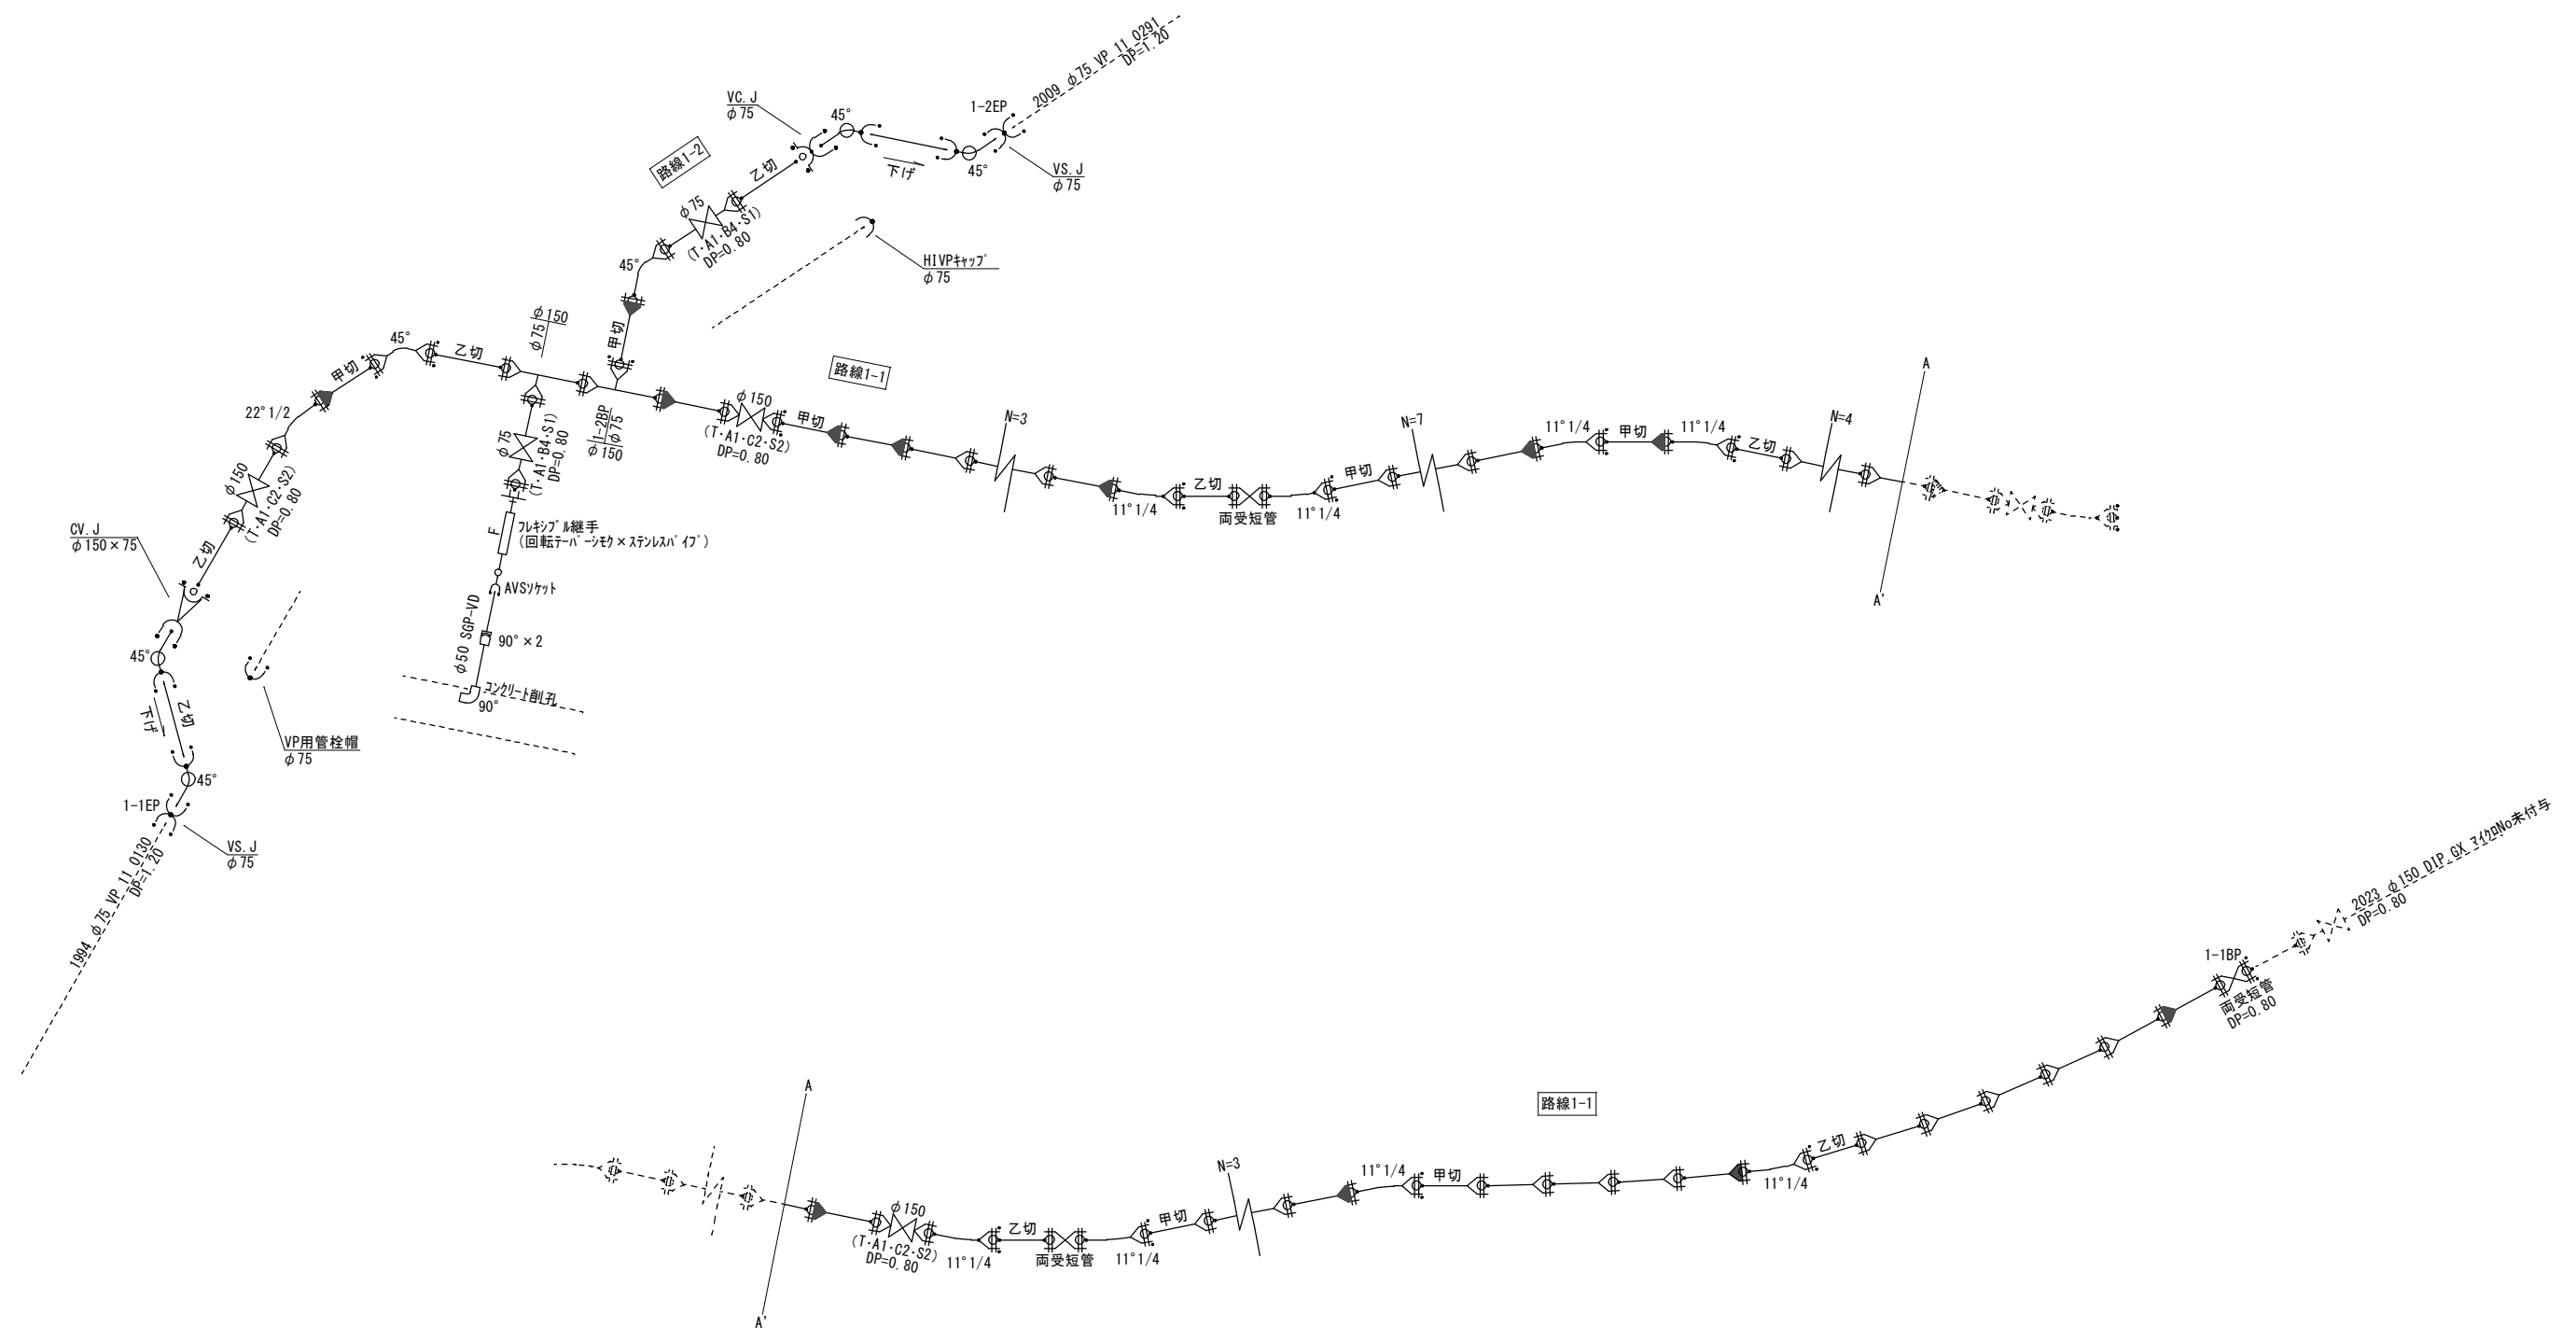 2009 φ75 VP 11 0291
DP=1.20
VC.J
φ75
45°
1-2EP
路線1-2
乙切
下げ
45°
VS.J
φ75
φ75
(T・A1・B4・S1)
DP=0.80
45°
HIVPキャップ
φ75
甲切
φ75
φ150
45°
乙切
甲切
路線1-1
22°1/2
φ150
(T・A1・C2・S2)
DP=0.80
1-2BP
φ150
φ75
甲切
N=3
N=7
11°1/4
甲切
11°1/4
乙切
N=4
A
φ75
(T・A1・B4・S1)
DP=0.80
φ150
(T・A1・C2・S2)
DP=0.80
11°1/4
乙切
両受短管
11°1/4
甲切
CV.J
φ150×75
乙切
F
フレキシブル継手
(回転テーパーシモク×ステンレスパイプ)
AVSソケット
A'
φ50 SGP-VD
90°×2
45°
コンクリート削孔
90°
乙切
下げ
VP用管栓帽
φ75
45°
1-1EP
VS.J
φ75
1994 φ75 VP 11 0130
DP=1.20
2023 φ150 DIP.GX マイクロNo未付与
DP=0.80
1-1BP
両受短管
DP=0.80
A
路線1-1
N=3
11°1/4
甲切
11°1/4
乙切
φ150
(T・A1・C2・S2)
DP=0.80
11°1/4
乙切
両受短管
11°1/4
甲切
A'